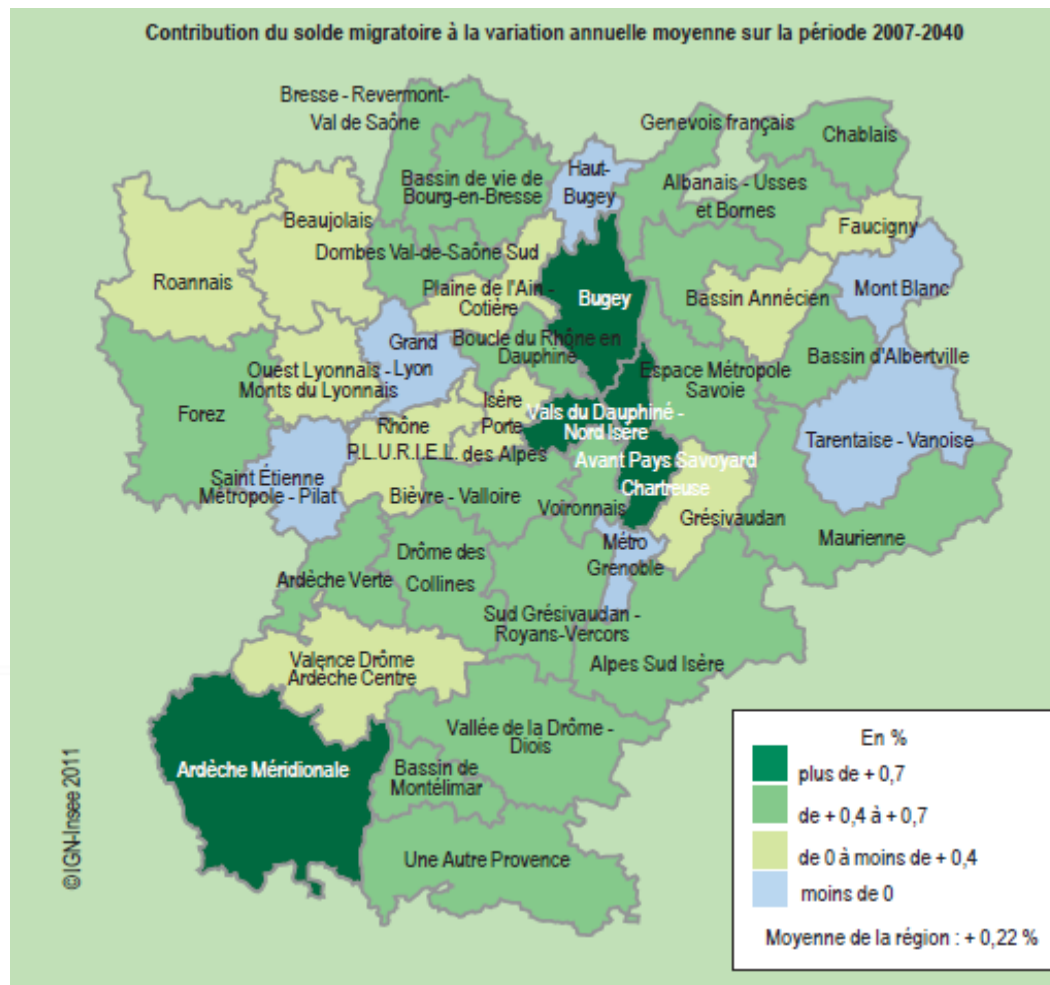 Contribution du solde migratoire à la variation annuelle moyenne sur la période 2007-2040
Bresse - Revermont-
Val de Saône
Genevois français
Chablais
Bassin de vie de
Bourg-en-Bresse
Haut-
Bugey
Albanais - Usses
et Bornes
Beaujolais
Faucigny
Dombes Val-de-Saône Sud
Roannais
Plaine de l'Ain -
Cotière
Bugey
Bassin Annécien
Mont Blanc
Grand
Lyon
Boucle du Rhône en
Dauphiné
Bassin d'Albertville
Ouest Lyonnais -
Monts du Lyonnais
Espace Métropole
Savoie
Forez
Isère
Porte
des Alpes
Vals du Dauphiné -
Nord Isère
Rhône
P.L.U.R.I.E.L.
Tarentaise - Vanoise
Saint Étienne
Métropole - Pilat
Avant Pays Savoyard
Chartreuse
Bièvre - Valloire
Voironnais
Grésivaudan
Maurienne
Métro
Grenoble
Drôme des
Collines
Ardèche Verte
Sud Grésivaudan -
Royans-Vercors
Alpes Sud Isère
Valence Drôme
Ardèche Centre
Vallée de la Drôme -
Diois
Ardèche Méridionale
Bassin de
Montélimar
Une Autre Provence
En %
plus de + 0,7
de + 0,4 à + 0,7
de 0 à moins de + 0,4
moins de 0
Moyenne de la région : + 0,22 %
©IGN-Insee 2011